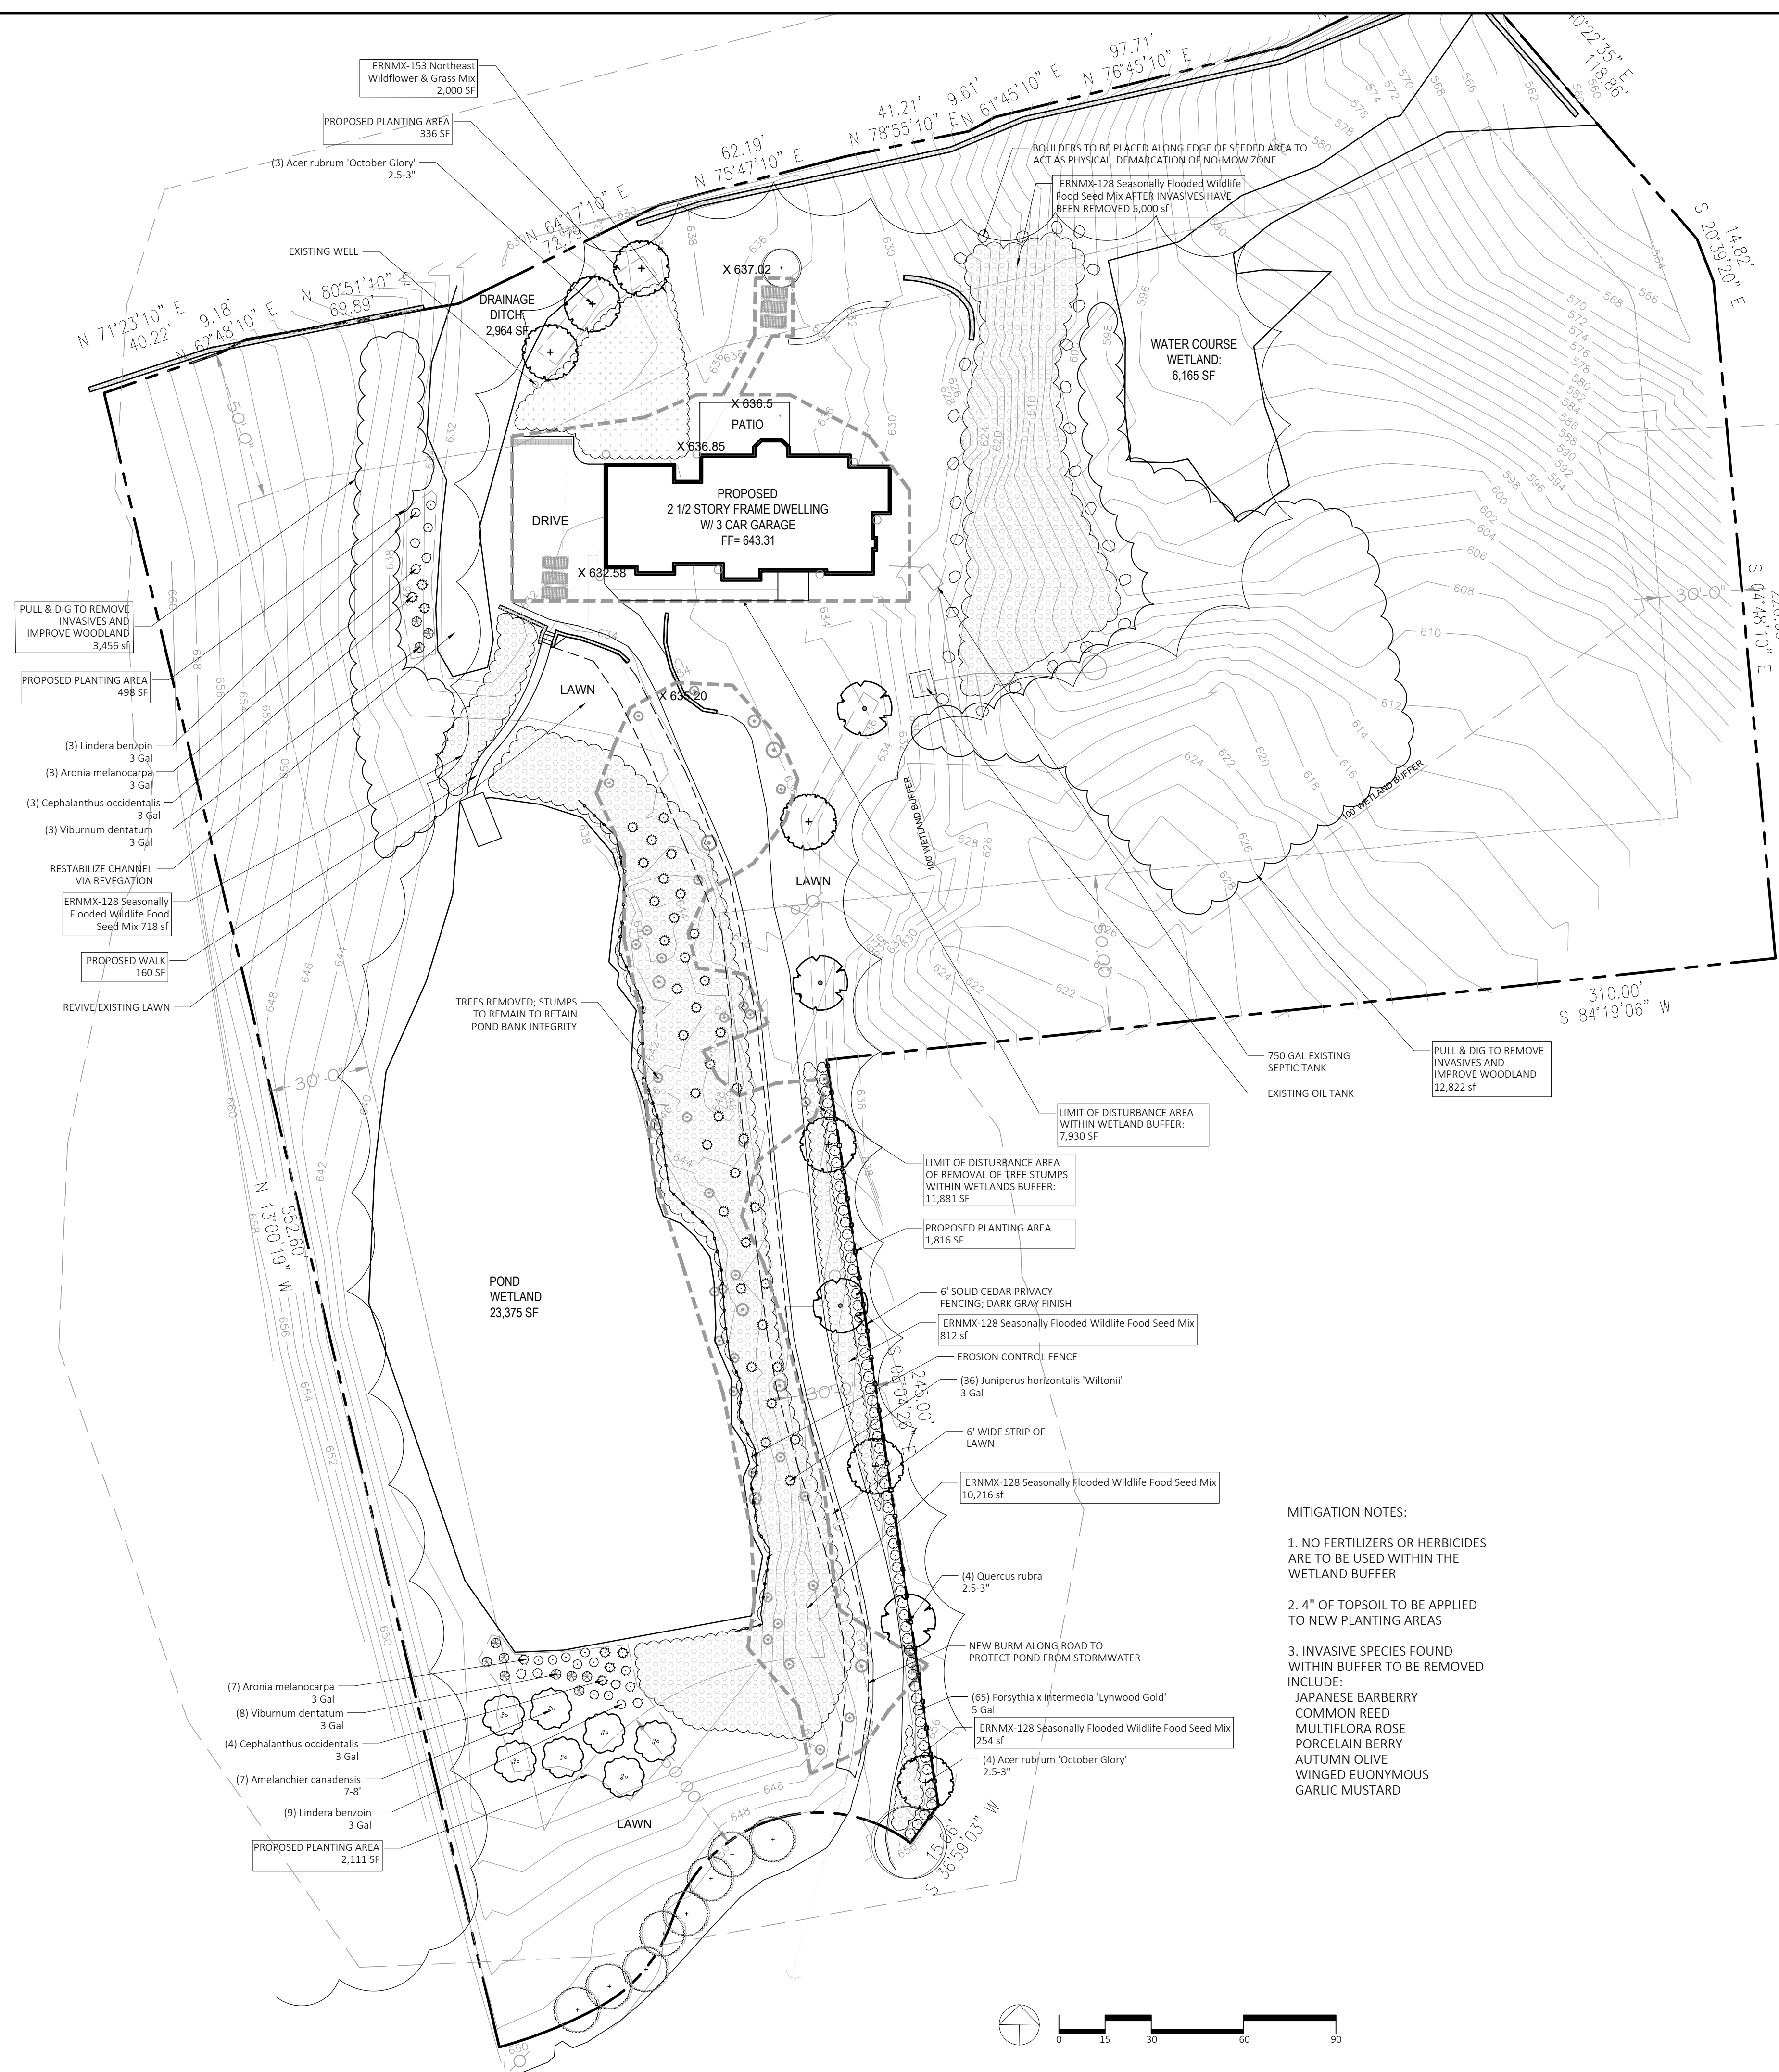 ERNMX-153 Northeast
Wildflower & Grass Mix
2,000 SF
PROPOSED PLANTING AREA
336 SF
(3) Acer rubrum 'October Glory'
2.5-3"
EXISTING WELL
N 71°23'10" E
40.22'
9.18'
N 62°48'10" E
N 80°51'10" E
69.89'
N 64°17'10" E
72.79'
62.19'
N 75°47'10" E
41.21'
N 78°55'10" E
9.61'
N 61°45'10" E
97.71'
N 76°45'10" E
40°22'35" E
118.86'
14.82'
S 20°39'20" E
S 04°48'10" E
BOULDERS TO BE PLACED ALONG EDGE OF SEEDED AREA TO
ACT AS PHYSICAL DEMARCATION OF NO-MOW ZONE
ERNMX-128 Seasonally Flooded Wildlife
Food Seed Mix AFTER INVASIVES HAVE
BEEN REMOVED 5,000 sf
DRAINAGE
DITCH:
2,964 SF
X 637.02
WATER COURSE
WETLAND:
6,165 SF
X 636.5
PATIO
X 636.85
PROPOSED
2 1/2 STORY FRAME DWELLING
W/ 3 CAR GARAGE
FF= 643.31
DRIVE
X 632.58
50'-0"
30'-0"
PULL & DIG TO REMOVE
INVASIVES AND
IMPROVE WOODLAND
3,456 sf
PROPOSED PLANTING AREA
498 SF
(3) Lindera benzoin
3 Gal
(3) Aronia melanocarpa
3 Gal
(3) Cephalanthus occidentalis
3 Gal
(3) Viburnum dentatum
3 Gal
RESTABILIZE CHANNEL
VIA REVEGATION
ERNMX-128 Seasonally
Flooded Wildlife Food
Seed Mix 718 sf
PROPOSED WALK
160 SF
REVIVE EXISTING LAWN
LAWN
X 635.20
LAWN
100' WETLAND BUFFER
100' WETLAND BUFFER
TREES REMOVED; STUMPS
TO REMAIN TO RETAIN
POND BANK INTEGRITY
30'-0"
310.00'
S 84°19'06" W
750 GAL EXISTING
SEPTIC TANK
EXISTING OIL TANK
PULL & DIG TO REMOVE
INVASIVES AND
IMPROVE WOODLAND
12,822 sf
LIMIT OF DISTURBANCE AREA
WITHIN WETLAND BUFFER:
7,930 SF
LIMIT OF DISTURBANCE AREA
OF REMOVAL OF TREE STUMPS
WITHIN WETLANDS BUFFER:
11,881 SF
PROPOSED PLANTING AREA
1,816 SF
552.60'
N 13°00'19" W
POND
WETLAND
23,375 SF
6' SOLID CEDAR PRIVACY
FENCING; DARK GRAY FINISH
ERNMX-128 Seasonally Flooded Wildlife Food Seed Mix
812 sf
EROSION CONTROL FENCE
(36) Juniperus horizontalis 'Wiltonii'
3 Gal
245.00'
S 08°04'26"
30'-0"
6' WIDE STRIP OF
LAWN
ERNMX-128 Seasonally Flooded Wildlife Food Seed Mix
10,216 sf
(4) Quercus rubra
2.5-3"
NEW BURM ALONG ROAD TO
PROTECT POND FROM STORMWATER
(65) Forsythia x intermedia 'Lynwood Gold'
5 Gal
ERNMX-128 Seasonally Flooded Wildlife Food Seed Mix
254 sf
(4) Acer rubrum 'October Glory'
2.5-3"
(7) Aronia melanocarpa
3 Gal
(8) Viburnum dentatum
3 Gal
(4) Cephalanthus occidentalis
3 Gal
(7) Amelanchier canadensis
7-8'
(9) Lindera benzoin
3 Gal
PROPOSED PLANTING AREA
2,111 SF
LAWN
15.06'
S 36°59'03" W
MITIGATION NOTES:
1. NO FERTILIZERS OR HERBICIDES
ARE TO BE USED WITHIN THE
WETLAND BUFFER
2. 4" OF TOPSOIL TO BE APPLIED
TO NEW PLANTING AREAS
3. INVASIVE SPECIES FOUND
WITHIN BUFFER TO BE REMOVED
INCLUDE:
JAPANESE BARBERRY
COMMON REED
MULTIFLORA ROSE
PORCELAIN BERRY
AUTUMN OLIVE
WINGED EUONYMOUS
GARLIC MUSTARD
0 15 30 60 90